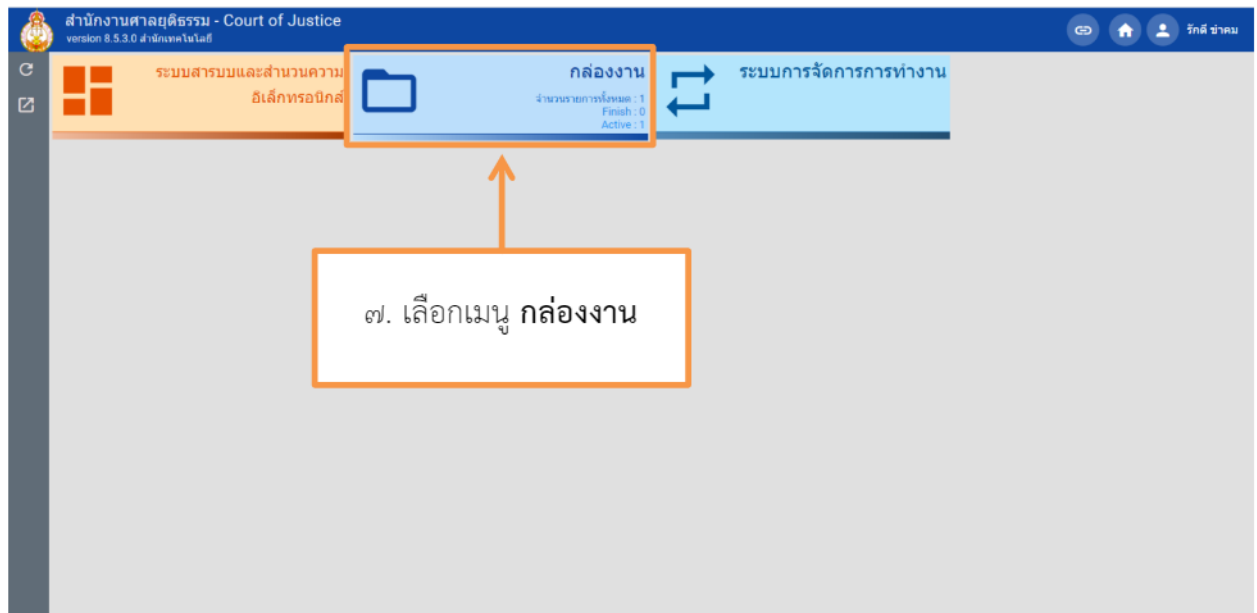 สำนักงานศาลยุติธรรม - Court of Justice
version 8.5.3.0 สำนักเทคโนโลยี
รักดี ขำคม
ระบบสารบบและสำนวนความ
อิเล็กทรอนิกส์
กล่องงาน
จำนวนรายการทั้งหมด : 1
Finish : 0
Active : 1
ระบบการจัดการการทำงาน
๗. เลือกเมนู กล่องงาน